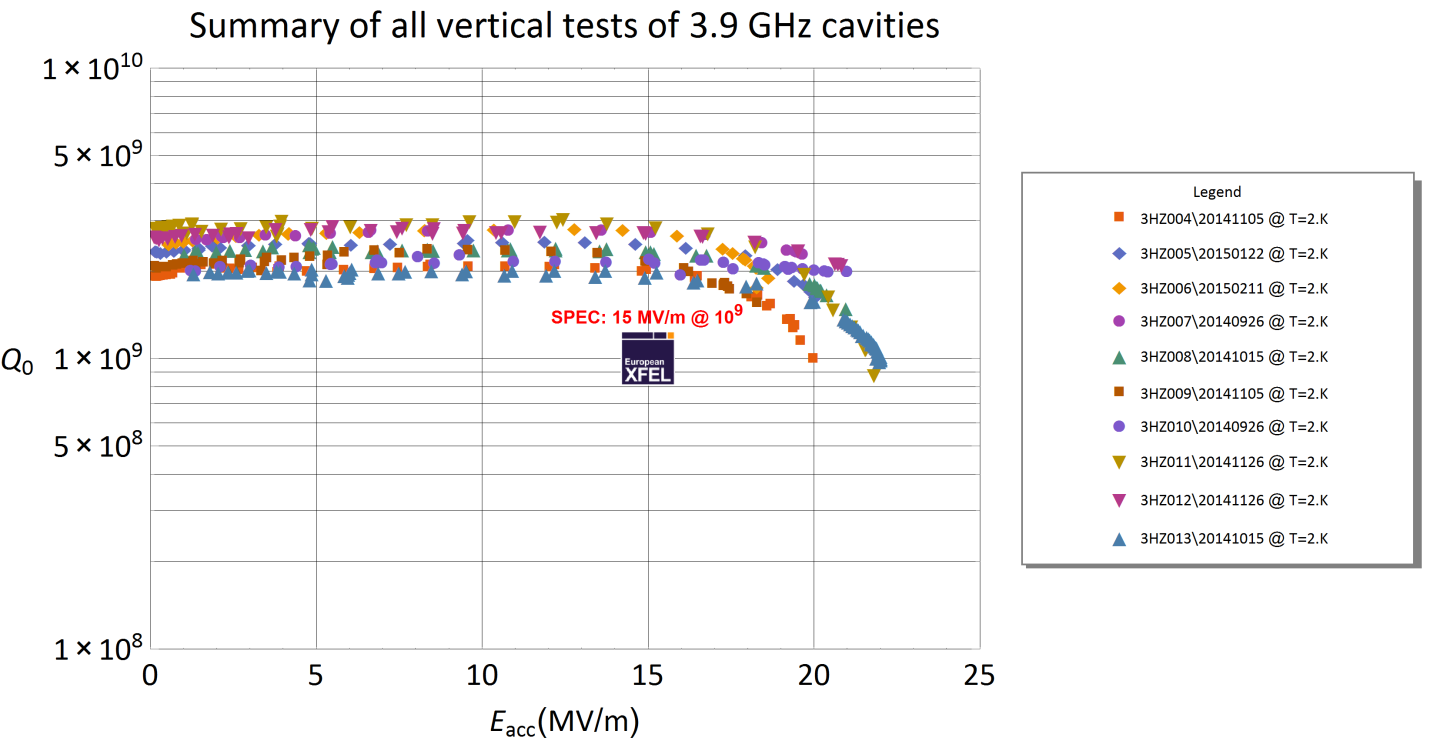 Summary of all vertical tests of 3.9 GHz cavities
1 × 10^10
5 × 10^9
1 × 10^9
5 × 10^8
1 × 10^8
Q_0
0 5 10 15 20 25
E_acc(MV/m)
SPEC: 15 MV/m @ 10^9
European
XFEL
Legend
3HZ004\20141105 @ T=2.K
3HZ005\20150122 @ T=2.K
3HZ006\20150211 @ T=2.K
3HZ007\20140926 @ T=2.K
3HZ008\20141015 @ T=2.K
3HZ009\20141105 @ T=2.K
3HZ010\20140926 @ T=2.K
3HZ011\20141126 @ T=2.K
3HZ012\20141126 @ T=2.K
3HZ013\20141015 @ T=2.K